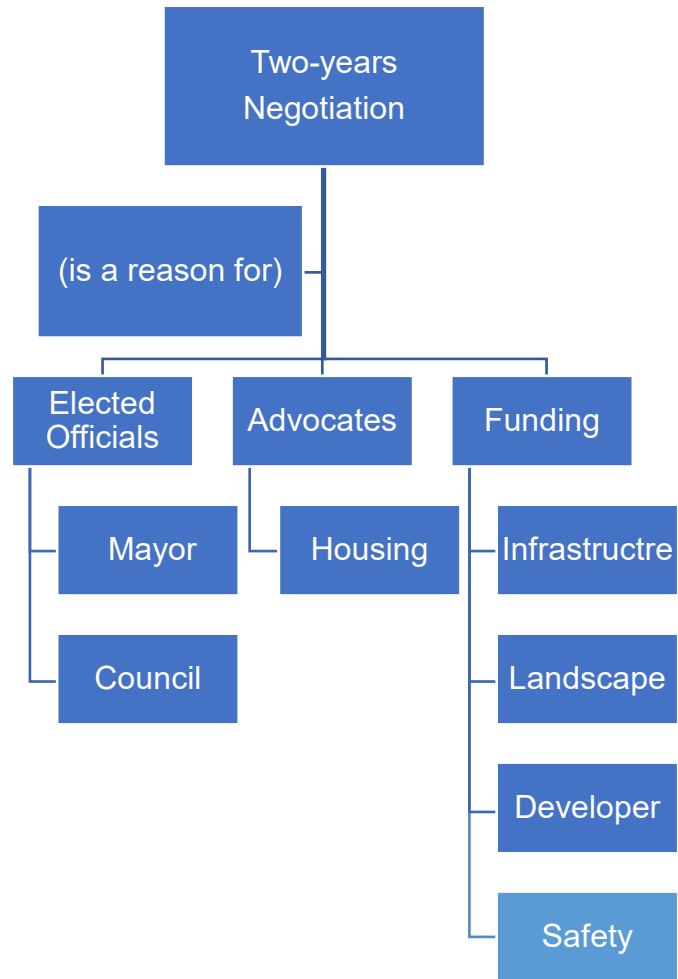 Two-years
Negotiation
(is a reason for)
Elected
Officials
Advocates
Funding
Mayor
Housing
Infrastructre
Council
Landscape
Developer
Safety